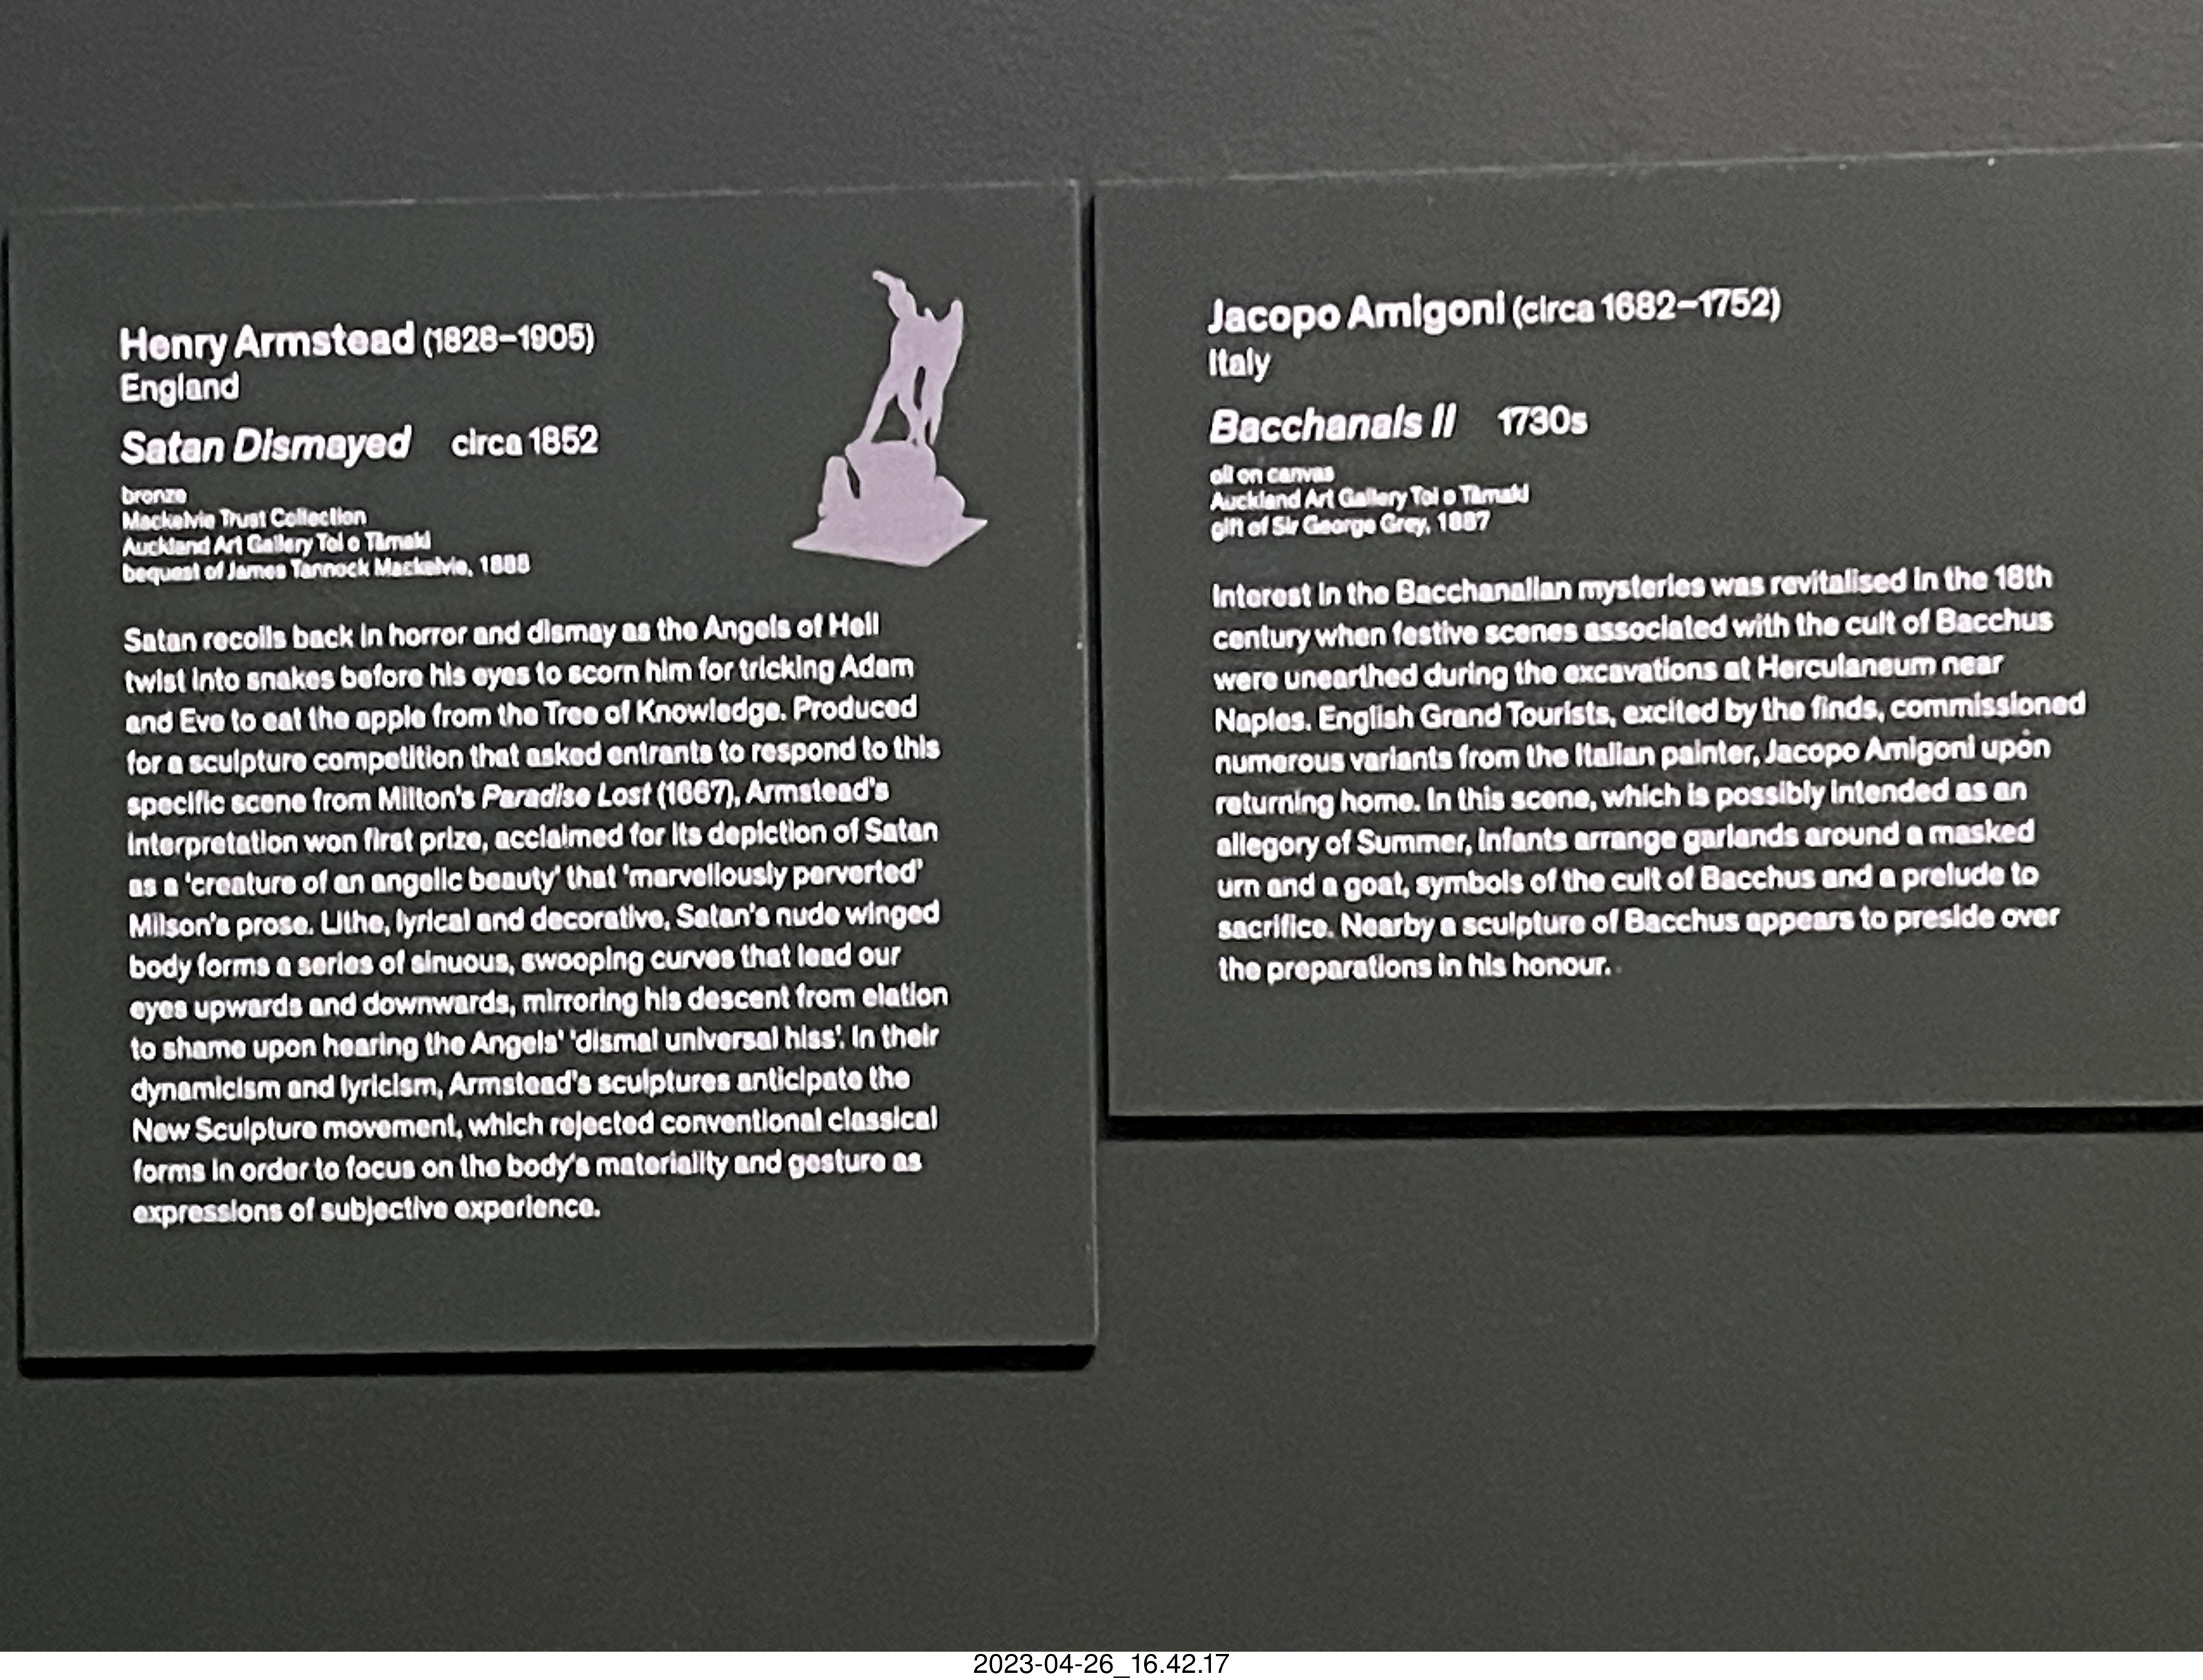 Henry Armstead (1828–1905)
England
Satan Dismayed circa 1852
bronze
Mackelvie Trust Collection
Auckland Art Gallery Toi o Tāmaki
bequest of James Tannock Mackelvie, 1888
Satan recoils back in horror and dismay as the Angels of Hell
twist into snakes before his eyes to scorn him for tricking Adam
and Eve to eat the apple from the Tree of Knowledge. Produced
for a sculpture competition that asked entrants to respond to this
specific scene from Milton's Paradise Lost (1667), Armstead's
interpretation won first prize, acclaimed for its depiction of Satan
as a 'creature of an angelic beauty' that 'marvellously perverted'
Milson's prose. Lithe, lyrical and decorative, Satan's nude winged
body forms a series of sinuous, swooping curves that lead our
eyes upwards and downwards, mirroring his descent from elation
to shame upon hearing the Angels' 'dismal universal hiss'. In their
dynamicism and lyricism, Armstead's sculptures anticipate the
New Sculpture movement, which rejected conventional classical
forms in order to focus on the body's materiality and gesture as
expressions of subjective experience.
Jacopo Amigoni (circa 1682–1752)
Italy
Bacchanals II 1730s
oil on canvas
Auckland Art Gallery Toi o Tāmaki
gift of Sir George Grey, 1887
Interest in the Bacchanalian mysteries was revitalised in the 18th
century when festive scenes associated with the cult of Bacchus
were unearthed during the excavations at Herculaneum near
Naples. English Grand Tourists, excited by the finds, commissioned
numerous variants from the Italian painter, Jacopo Amigoni upon
returning home. In this scene, which is possibly intended as an
allegory of Summer, infants arrange garlands around a masked
urn and a goat, symbols of the cult of Bacchus and a prelude to
sacrifice. Nearby a sculpture of Bacchus appears to preside over
the preparations in his honour.
2023-04-26_16.42.17